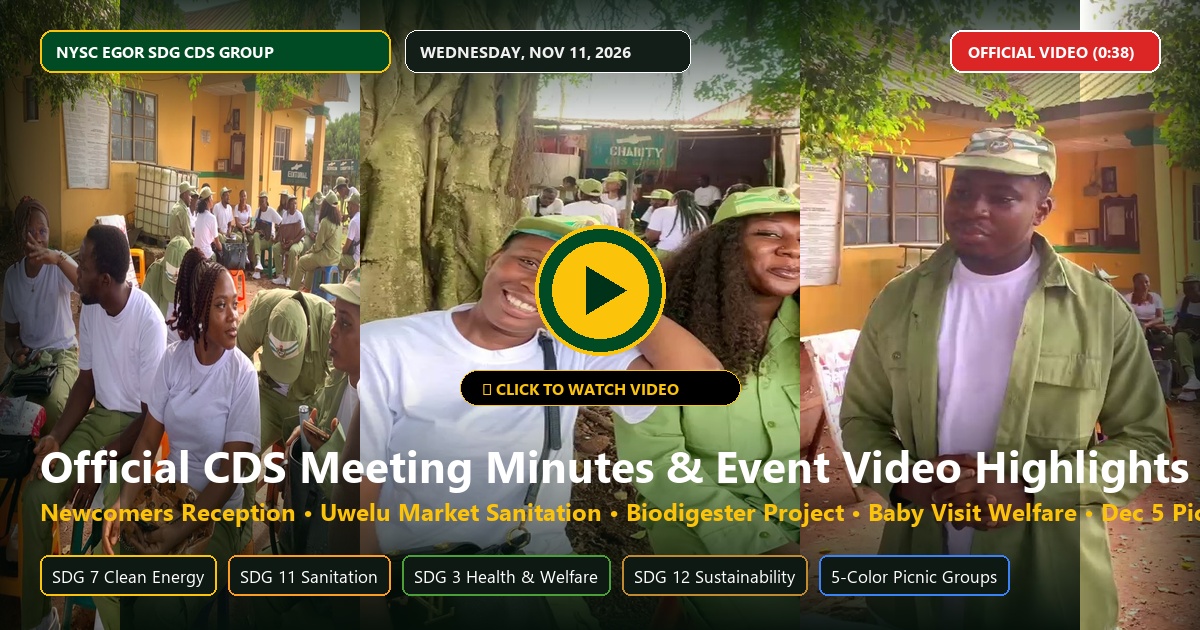 NYSC EGOR SDG CDS GROUP
WEDNESDAY, NOV 11, 2026
OFFICIAL VIDEO (0:38)
EDITORIAL
CHARITY
CLICK TO WATCH VIDEO
Official CDS Meeting Minutes & Event Video Highlights
Newcomers Reception • Uwelu Market Sanitation • Biodigester Project • Baby Visit Welfare • Dec 5 Pic
SDG 7 Clean Energy
SDG 11 Sanitation
SDG 3 Health & Welfare
SDG 12 Sustainability
5-Color Picnic Groups